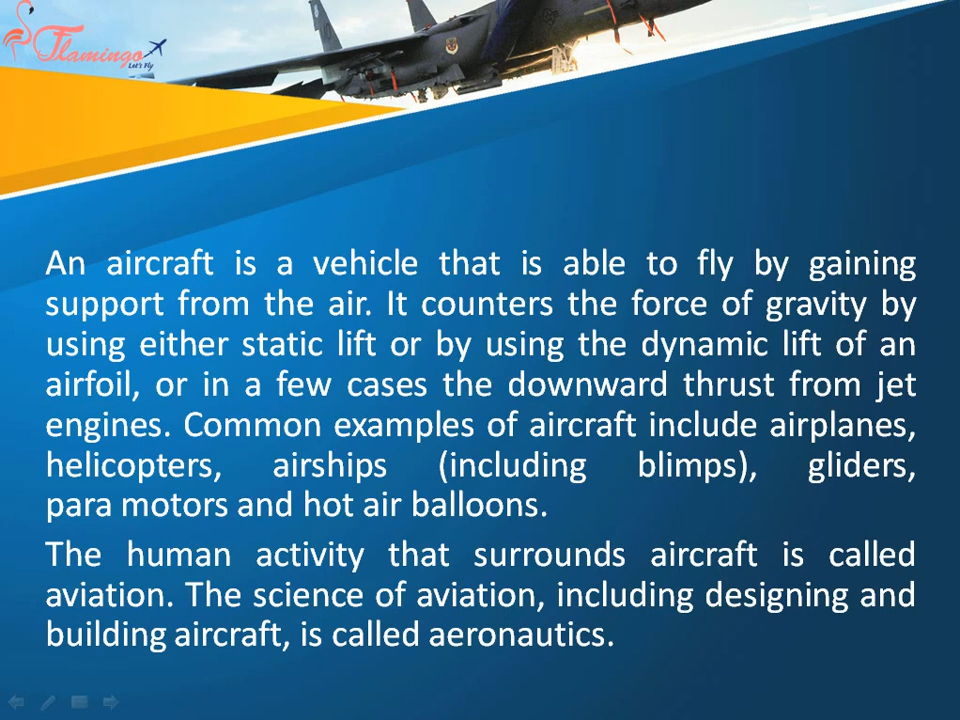 Flamingo
Let's Fly
An aircraft is a vehicle that is able to fly by gaining
support from the air. It counters the force of gravity by
using either static lift or by using the dynamic lift of an
airfoil, or in a few cases the downward thrust from jet
engines. Common examples of aircraft include airplanes,
helicopters, airships (including blimps), gliders,
para motors and hot air balloons.
The human activity that surrounds aircraft is called
aviation. The science of aviation, including designing and
building aircraft, is called aeronautics.